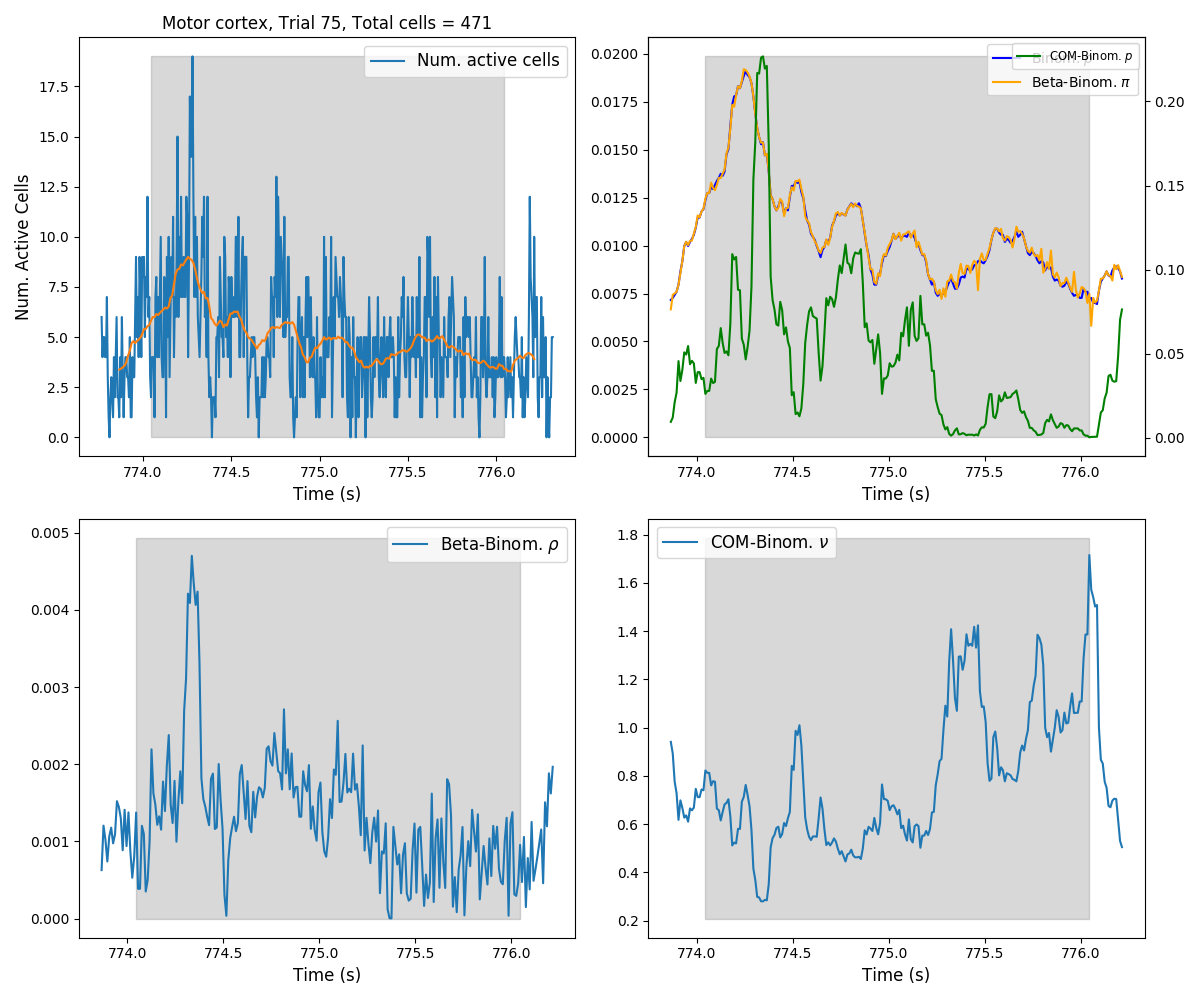 Motor cortex, Trial 75, Total cells = 471
Num. active cells
17.5
15.0
12.5
10.0
7.5
5.0
2.5
0.0
Num. Active Cells
774.0 774.5 775.0 775.5 776.0
Time (s)
COM-Binom. p
Beta-Binom. π
0.0200
0.0175
0.0150
0.0125
0.0100
0.0075
0.0050
0.0025
0.0000
0.20
0.15
0.10
0.05
0.00
774.0 774.5 775.0 775.5 776.0
Time (s)
Beta-Binom. ρ
0.005
0.004
0.003
0.002
0.001
0.000
774.0 774.5 775.0 775.5 776.0
Time (s)
COM-Binom. ν
1.8
1.6
1.4
1.2
1.0
0.8
0.6
0.4
0.2
774.0 774.5 775.0 775.5 776.0
Time (s)